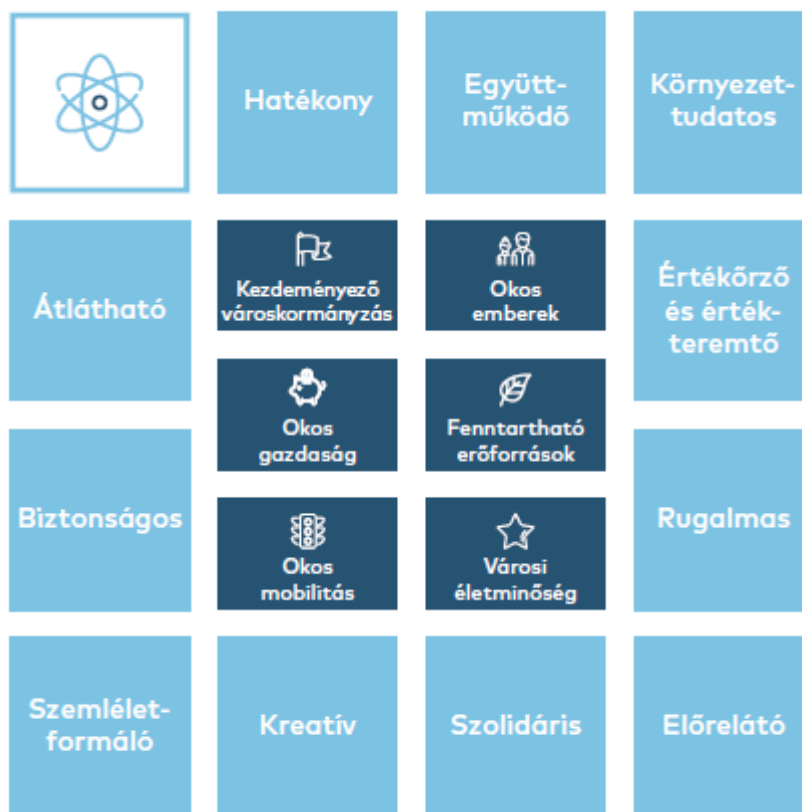 Hatékony
Együtt-
működő
Környezet-
tudatos
Átlátható
Kezdeményező
városkormányzás
Okos
emberek
Értékőrző
és érték-
teremtő
Okos
gazdaság
Fenntartható
erőforrások
Biztonságos
Okos
mobilitás
Városi
életminőség
Rugalmas
Szemlélet-
formáló
Kreatív
Szolidáris
Előrelátó